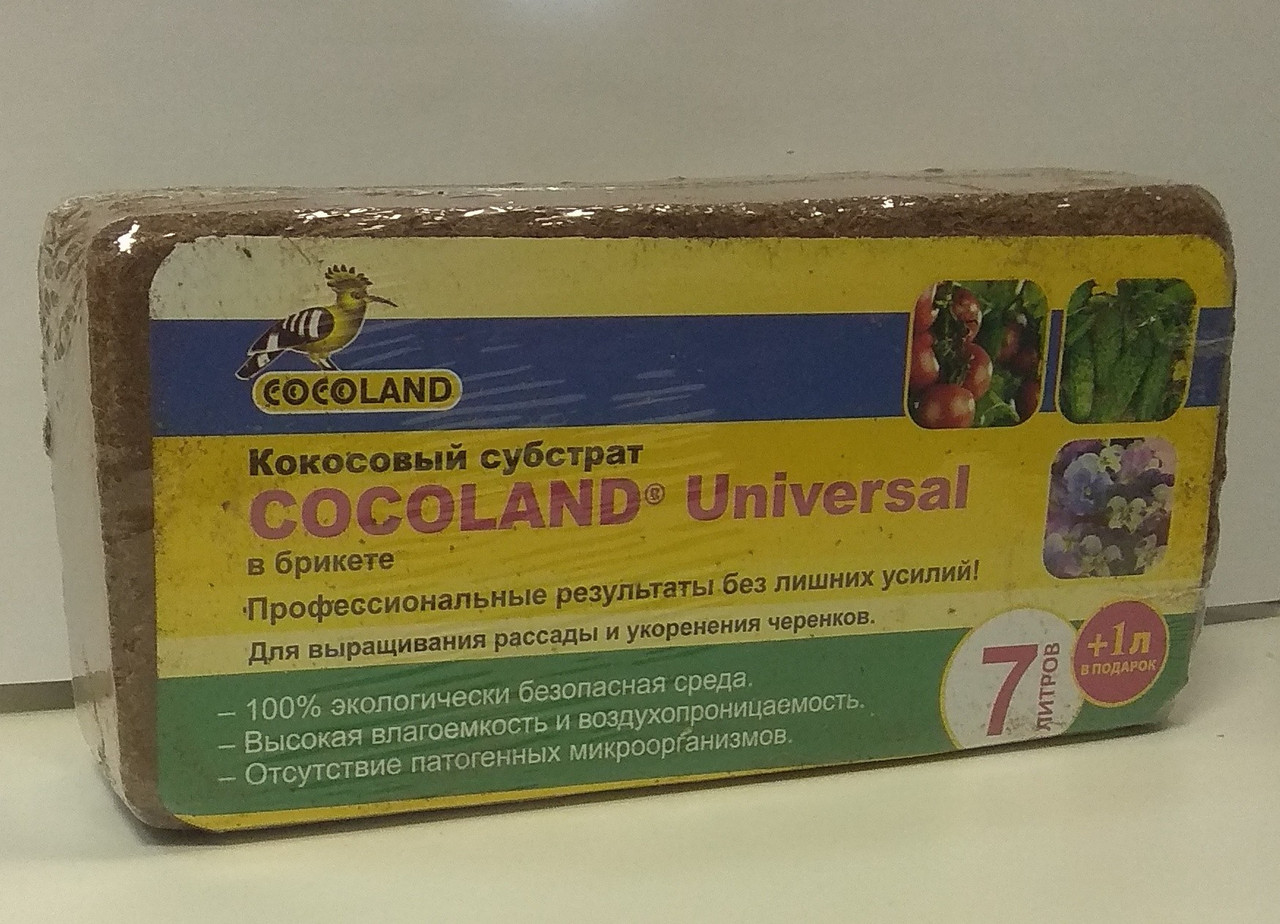 COCOLAND
Кокосовый субстрат
COCOLAND® Universal
в брикете
Профессиональные результаты без лишних усилий!
Для выращивания рассады и укоренения черенков.
– 100% экологически безопасная среда.
– Высокая влагоемкость и воздухопроницаемость.
– Отсутствие патогенных микроорганизмов.
7
ЛИТРОВ
+1л
В ПОДАРОК